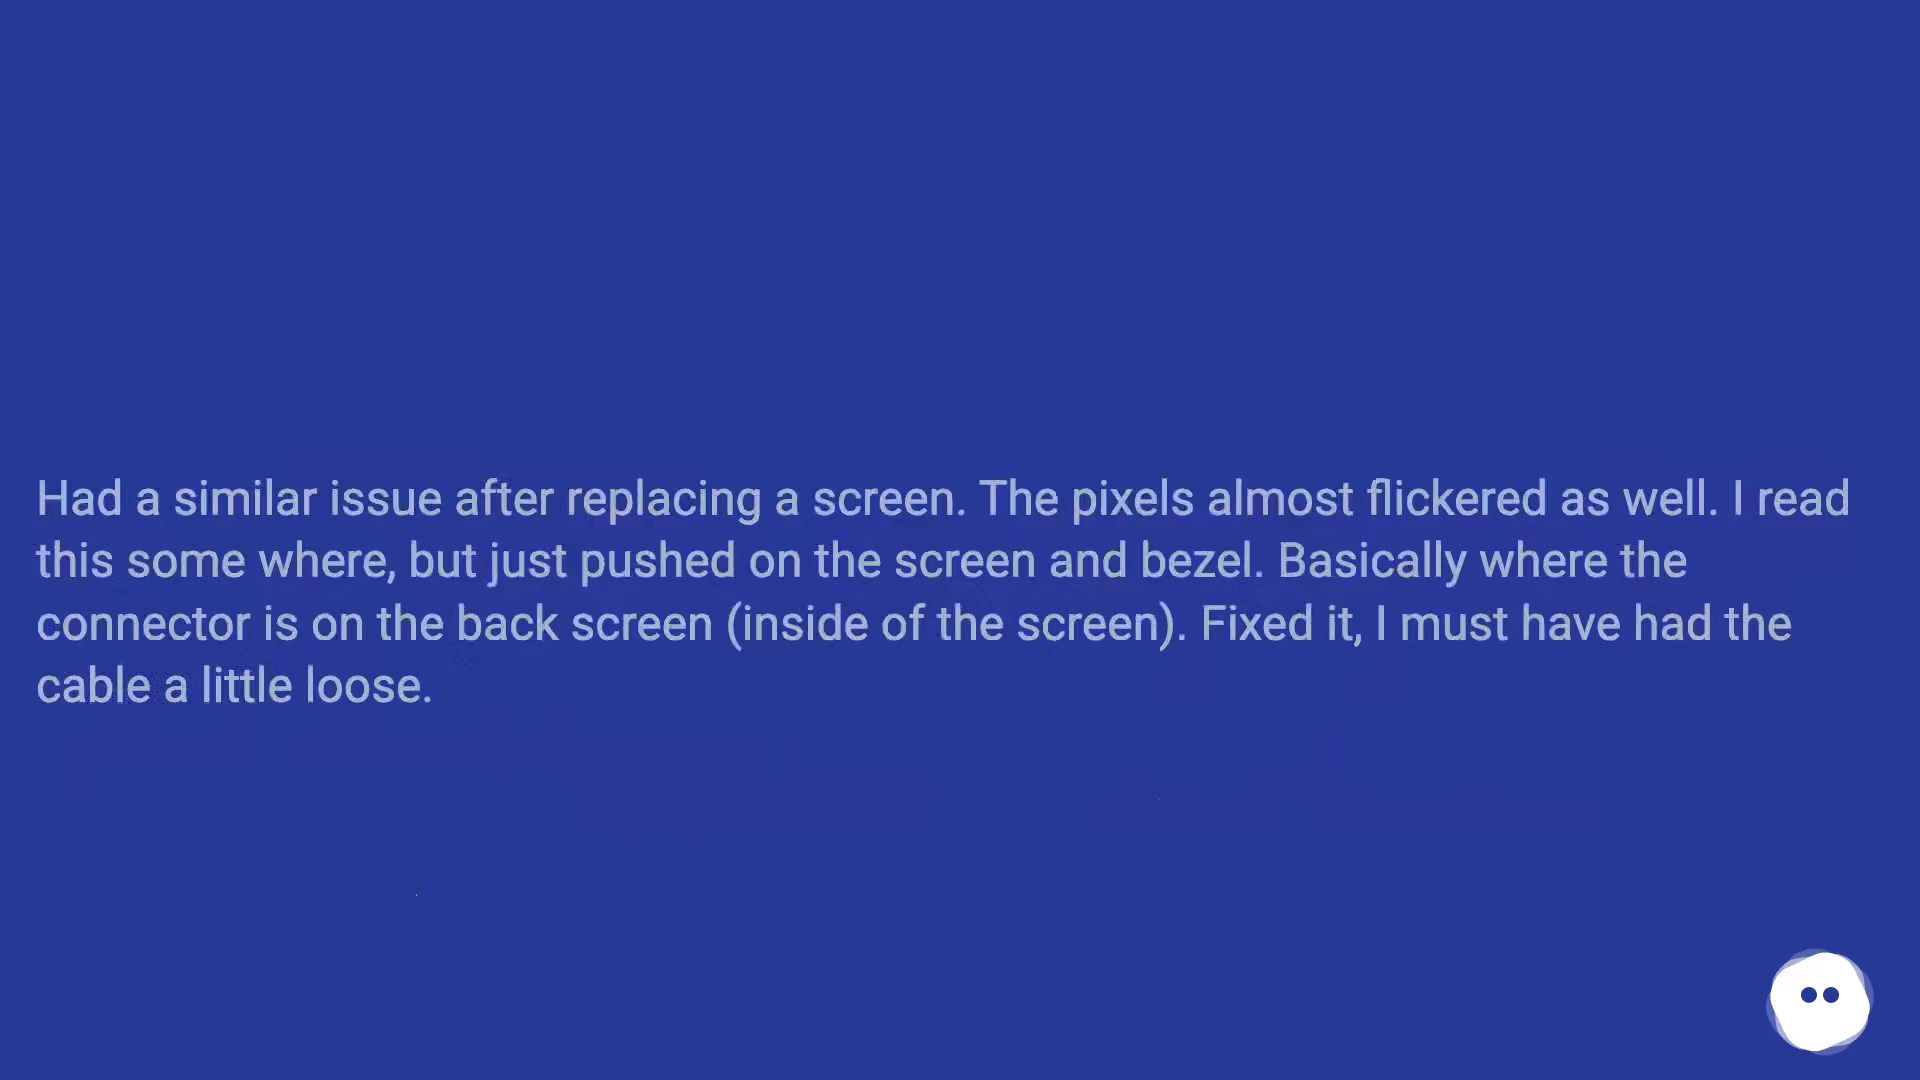 Had a similar issue after replacing a screen. The pixels almost flickered as well. I read
this some where, but just pushed on the screen and bezel. Basically where the
connector is on the back screen (inside of the screen). Fixed it, I must have had the
cable a little loose.